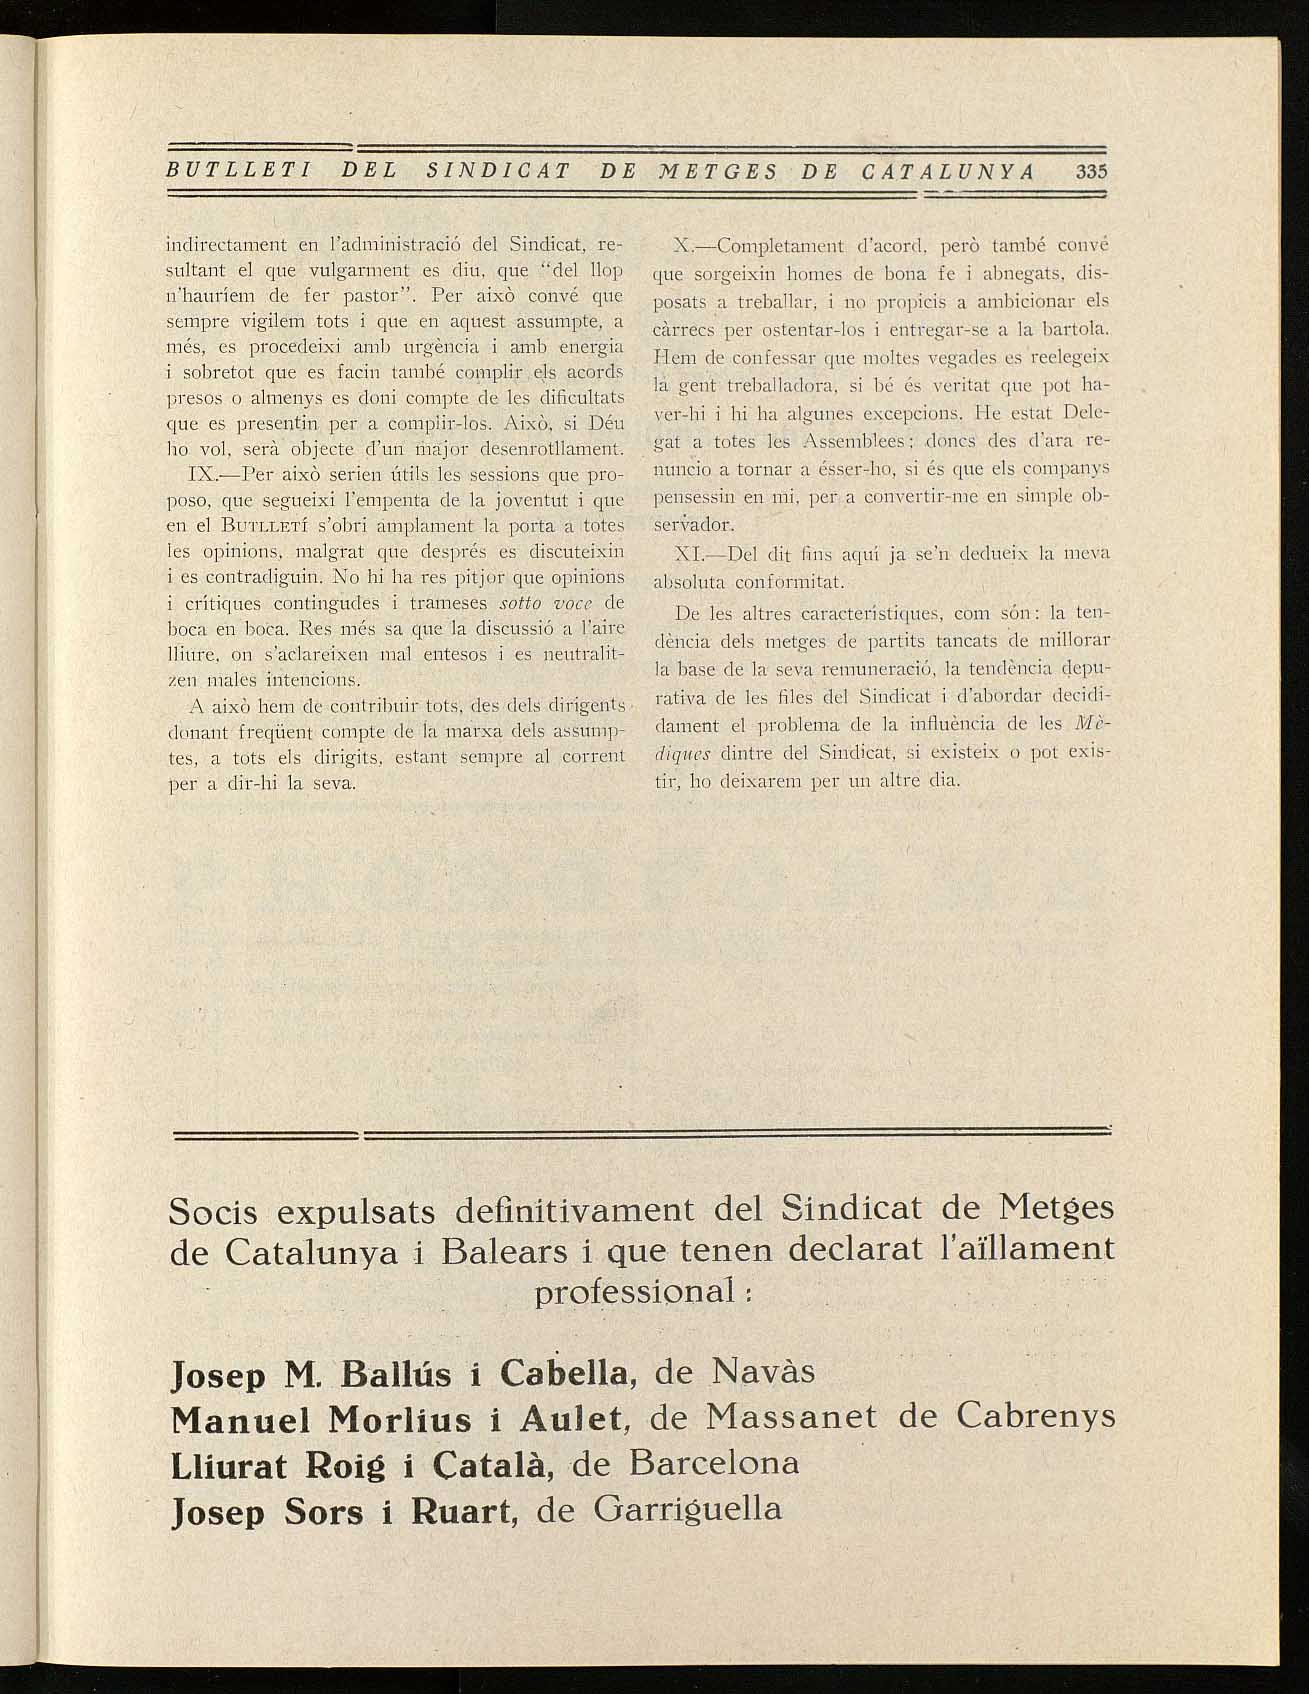 BUTLLETI DEL SINDICAT DE METGES DE CATALUNYA 335
indirectament en l'administració del Sindicat, re-
sultant el que vulgarment es diu, que "del llop
n'hauríem de fer pastor". Per això convé que
sempre vigilem tots i que en aquest assumpte, a
més, es procedeixi amb urgència i amb energia
i sobretot que es facin també complir els acords
presos o almenys es doni compte de les dificultats
que es presentin per a complir-los. Això, si Déu
ho vol, serà objecte d'un major desenrotllament.
IX.—Per això serien útils les sessions que pro-
poso, que segueixi l'empenta de la joventut i que
en el BUTLLETÍ s'obri àmpliament la porta a totes
les opinions, malgrat que després es discuteixin
i es contradiguin. No hi ha res pitjor que opinions
i crítiques contingudes i trameses sotto voce de
boca en boca. Res més sa que la discussió a l'aire
lliure, on s'aclareixen mal entesos i es neutralit-
zen males intencions.
A això hem de contribuir tots, des dels dirigents
donant freqüent compte de la marxa dels assump-
tes, a tots els dirigits, estant sempre al corrent
per a dir-hi la seva.
X.—Completament d'acord, però també convé
que sorgeixin homes de bona fe i abnegats, dis-
posats a treballar, i no propicis a ambicionar els
càrrecs per ostentar-los i entregar-se a la bartola.
Hem de confessar que moltes vegades es reelegeix
la gent treballadora, si bé és veritat que pot ha-
ver-hi i hi ha algunes excepcions. He estat Dele-
gat a totes les Assemblees; doncs des d'ara re-
nuncio a tornar a ésser-ho, si és que els companys
pensessin en mi, per a convertir-me en simple ob-
servador.
XI.—Del dit fins aquí ja se'n dedueix la meva
absoluta conformitat.
De les altres característiques, com són: la ten-
dència dels metges de partits tancats de millorar
la base de la seva remuneració, la tendència depu-
rativa de les files del Sindicat i d'abordar decidi-
dament el problema de la influència de les Mè-
diques dintre del Sindicat, si existeix o pot exis-
tir, ho deixarem per un altre dia.
Socis expulsats definitivament del Sindicat de Metges
de Catalunya i Balears i que tenen declarat l'aïllament
professional:
Josep M. Ballús i Cabella, de Navàs
Manuel Morlius i Aulet, de Massanet de Cabrenys
Lliurat Roig i Català, de Barcelona
Josep Sors i Ruart, de Garriguella